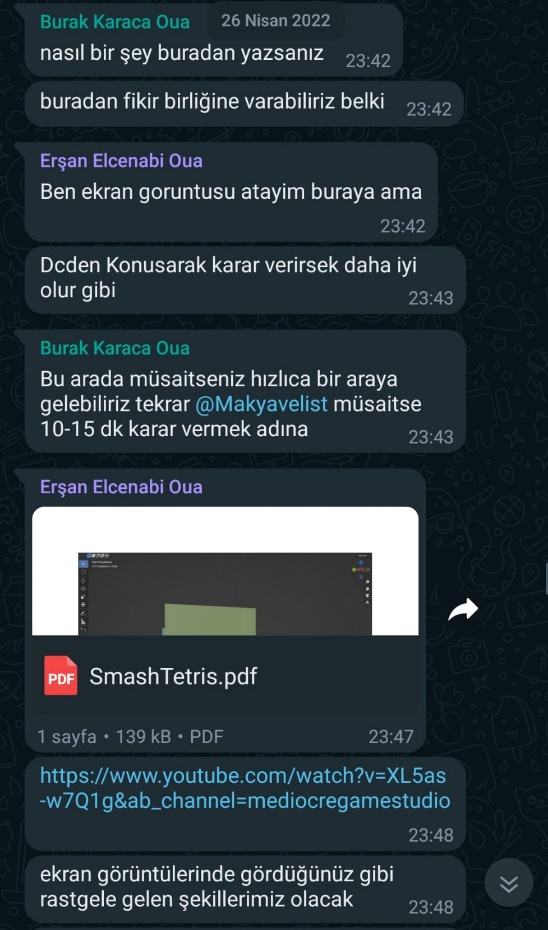 Burak Karaca Oua
26 Nisan 2022
nasıl bir şey buradan yazsanız
23:42
buradan fikir birliğine varabiliriz belki
23:42
Erşan Elcenabi Oua
Ben ekran goruntusu atayim buraya ama
23:42
Dcden Konusarak karar verirsek daha iyi
olur gibi
23:43
Burak Karaca Oua
Bu arada müsaitseniz hızlıca bir araya
gelebiliriz tekrar @Makyavelist müsaitse
10-15 dk karar vermek adına
23:43
Erşan Elcenabi Oua
PDF
SmashTetris.pdf
1 sayfa • 139 kB • PDF
23:47
https://www.youtube.com/watch?v=XL5as
-w7Q1g&ab_channel=mediocregamestudio
23:48
ekran görüntülerinde gördüğünüz gibi
rastgele gelen şekillerimiz olacak
23:48